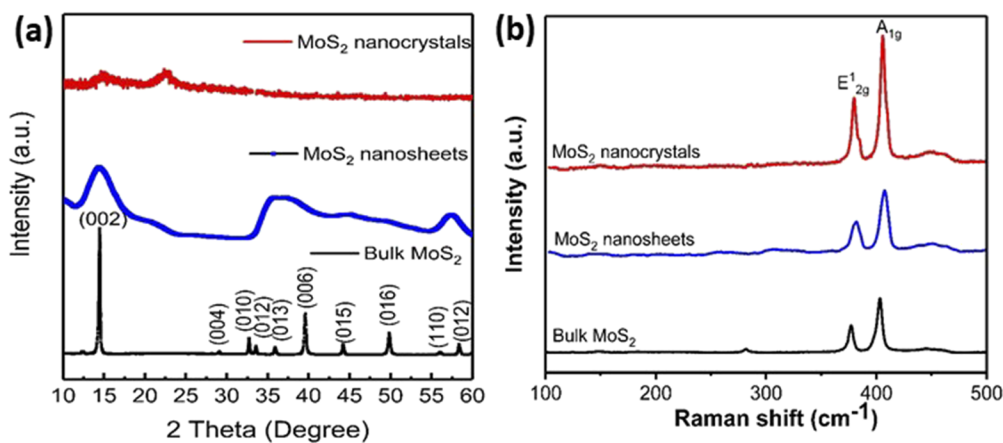 (a)
MoS2 nanocrystals
MoS2 nanosheets
Bulk MoS2
(002)
(004)
(010)
(012)
(013)
(006)
(015)
(016)
(110)
(012)
Intensity (a.u.)
10 15 20 25 30 35 40 45 50 55 60
2 Theta (Degree)
(b)
A1g
E¹2g
MoS2 nanocrystals
MoS2 nanosheets
Bulk MoS2
Intensity (a.u.)
100 200 300 400 500
Raman shift (cm⁻¹)